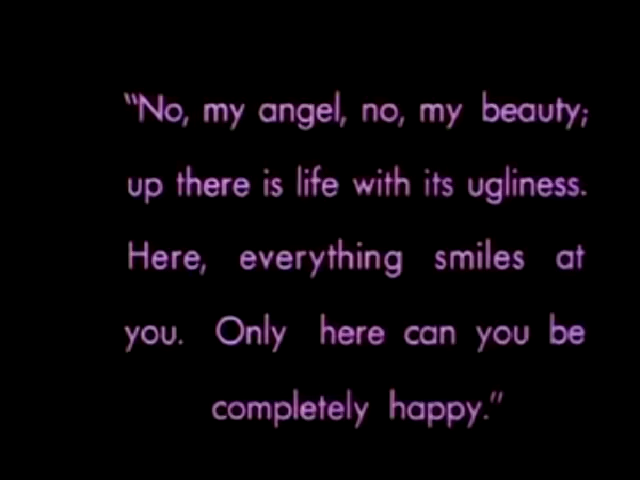 "No, my angel, no, my beauty;
up there is life with its ugliness.
Here, everything smiles at
you. Only here can you be
completely happy."